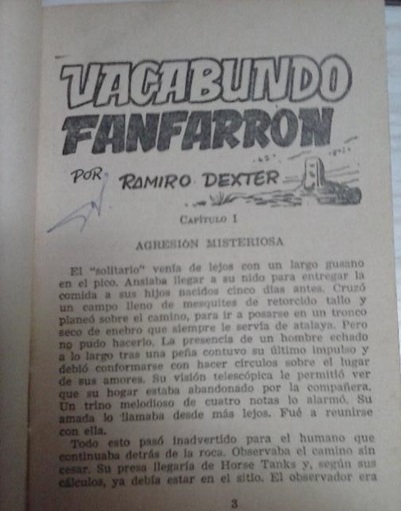 VAGABUNDO
FANFARRON
POR: RAMIRO DEXTER
CAPÍTULO I
AGRESIÓN MISTERIOSA
El "solitario" venía de lejos con un largo gusano
en el pico. Ansiaba llegar a su nido para entregar la
comida a sus hijos nacidos cinco días antes. Cruzó
un campo lleno de mesquites de retorcido tallo y
planeó sobre el camino, para ir a posarse en un tronco
seco de enebro que siempre le servía de atalaya. Pero
no pudo hacerlo. La presencia de un hombre echado
a lo largo tras una peña contuvo su último impulso y
debió conformarse con hacer círculos sobre el lugar
de sus amores. Su visión telescópica le permitió ver
que su hogar estaba abandonado por la compañera.
Un trino melodioso de cuatro notas lo alarmó. Su
amada lo llamaba desde más lejos. Fué a reunirse
con ella.
Todo esto pasó inadvertido para el humano que
continuaba detrás de la roca. Observaba el camino sin
cesar. Su presa llegaría de Horse Tanks y, según sus
cálculos, ya debía estar en el sitio. El observador era
3